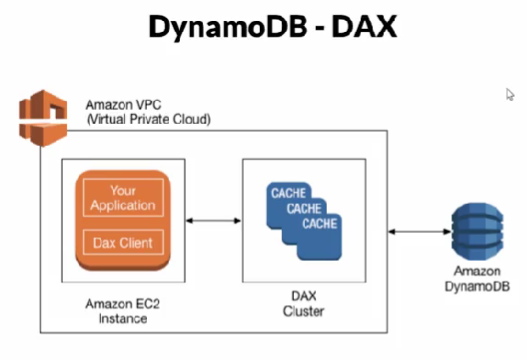 DynamoDB - DAX
Amazon VPC
(Virtual Private Cloud)
Your
Application
Dax Client
CACHE
CACHE
CACHE
Amazon EC2
Instance
DAX
Cluster
Amazon
DynamoDB